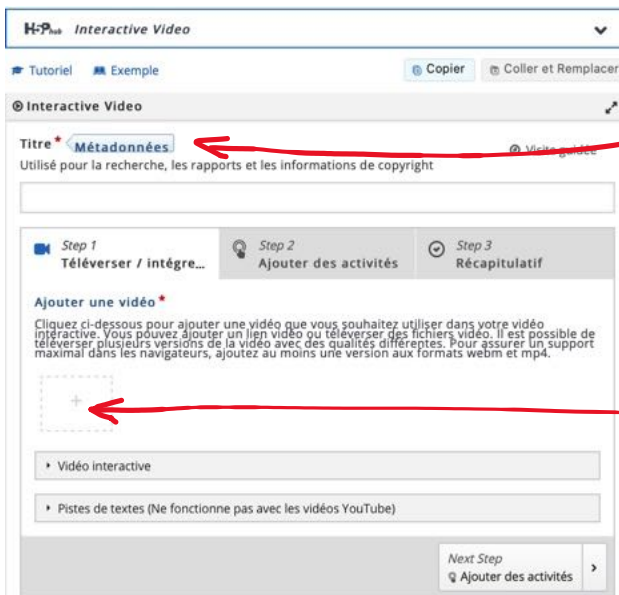 H-P hub Interactive Video
Tutoriel Exemple Copier Coller et Remplacer
Interactive Video
Titre * Métadonnées Visite guidée
Utilisé pour la recherche, les rapports et les informations de copyright
Step 1 Step 2 Step 3
Téléverser / intégre... Ajouter des activités Récapitulatif
Ajouter une vidéo *
Cliquez ci-dessous pour ajouter une vidéo que vous souhaitez utiliser dans votre vidéo
intéractive. Vous pouvez ajouter un lien vidéo ou téléverser des fichiers vidéo. Il est possible de
téléverser plusieurs versions de la vidéo avec des qualités différentes. Pour assurer un support
maximal dans les navigateurs, ajoutez au moins une version aux formats webm et mp4.
+
Vidéo interactive
Pistes de textes (Ne fonctionne pas avec les vidéos YouTube)
Next Step
Ajouter des activités